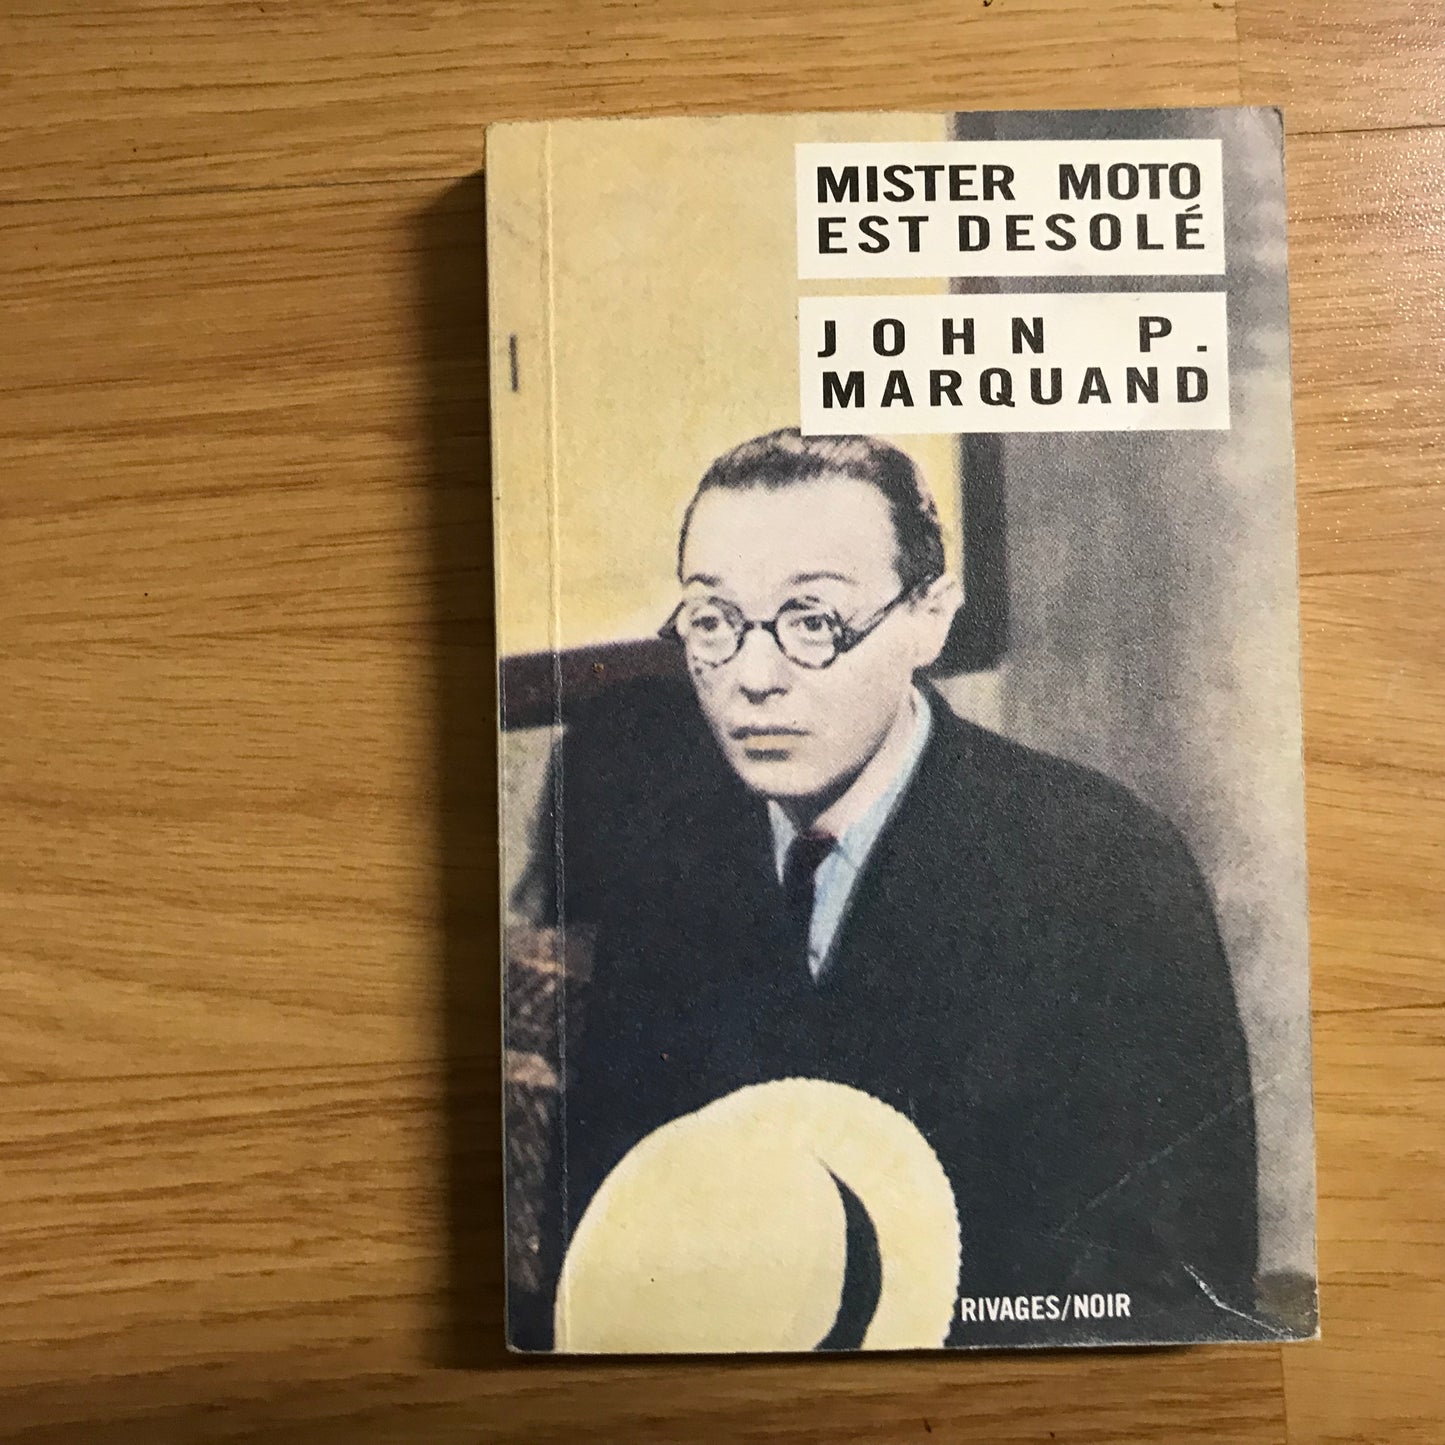 MISTER MOTO
EST DESOLÉ
JOHN P.
MARQUAND
RIVAGES/NOIR